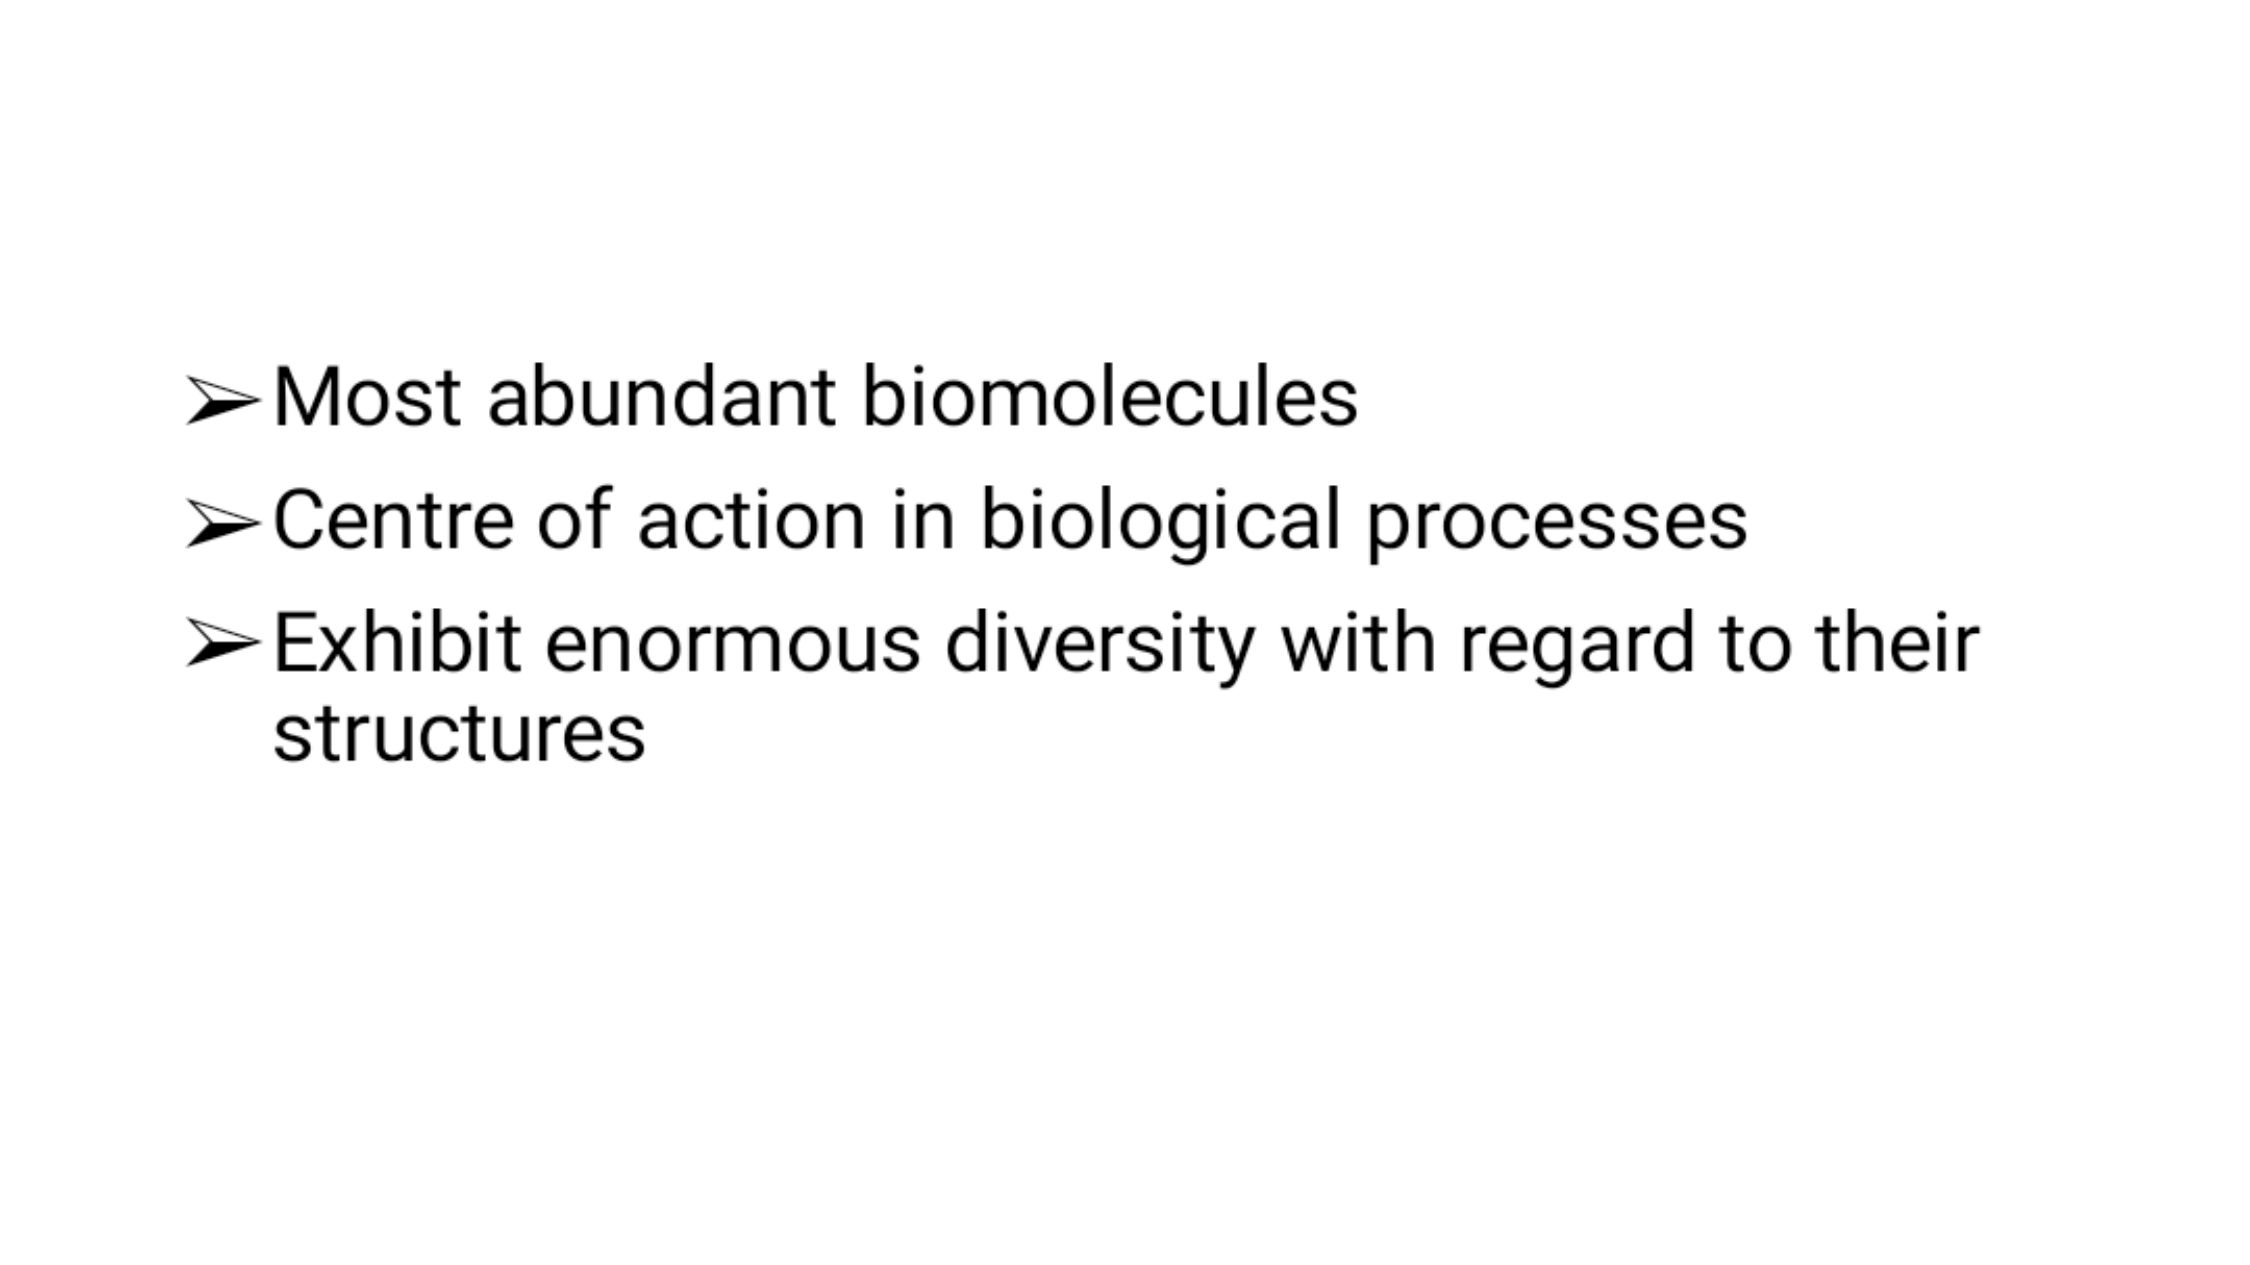 ➢Most abundant biomolecules
➢Centre of action in biological processes
➢Exhibit enormous diversity with regard to their
structures